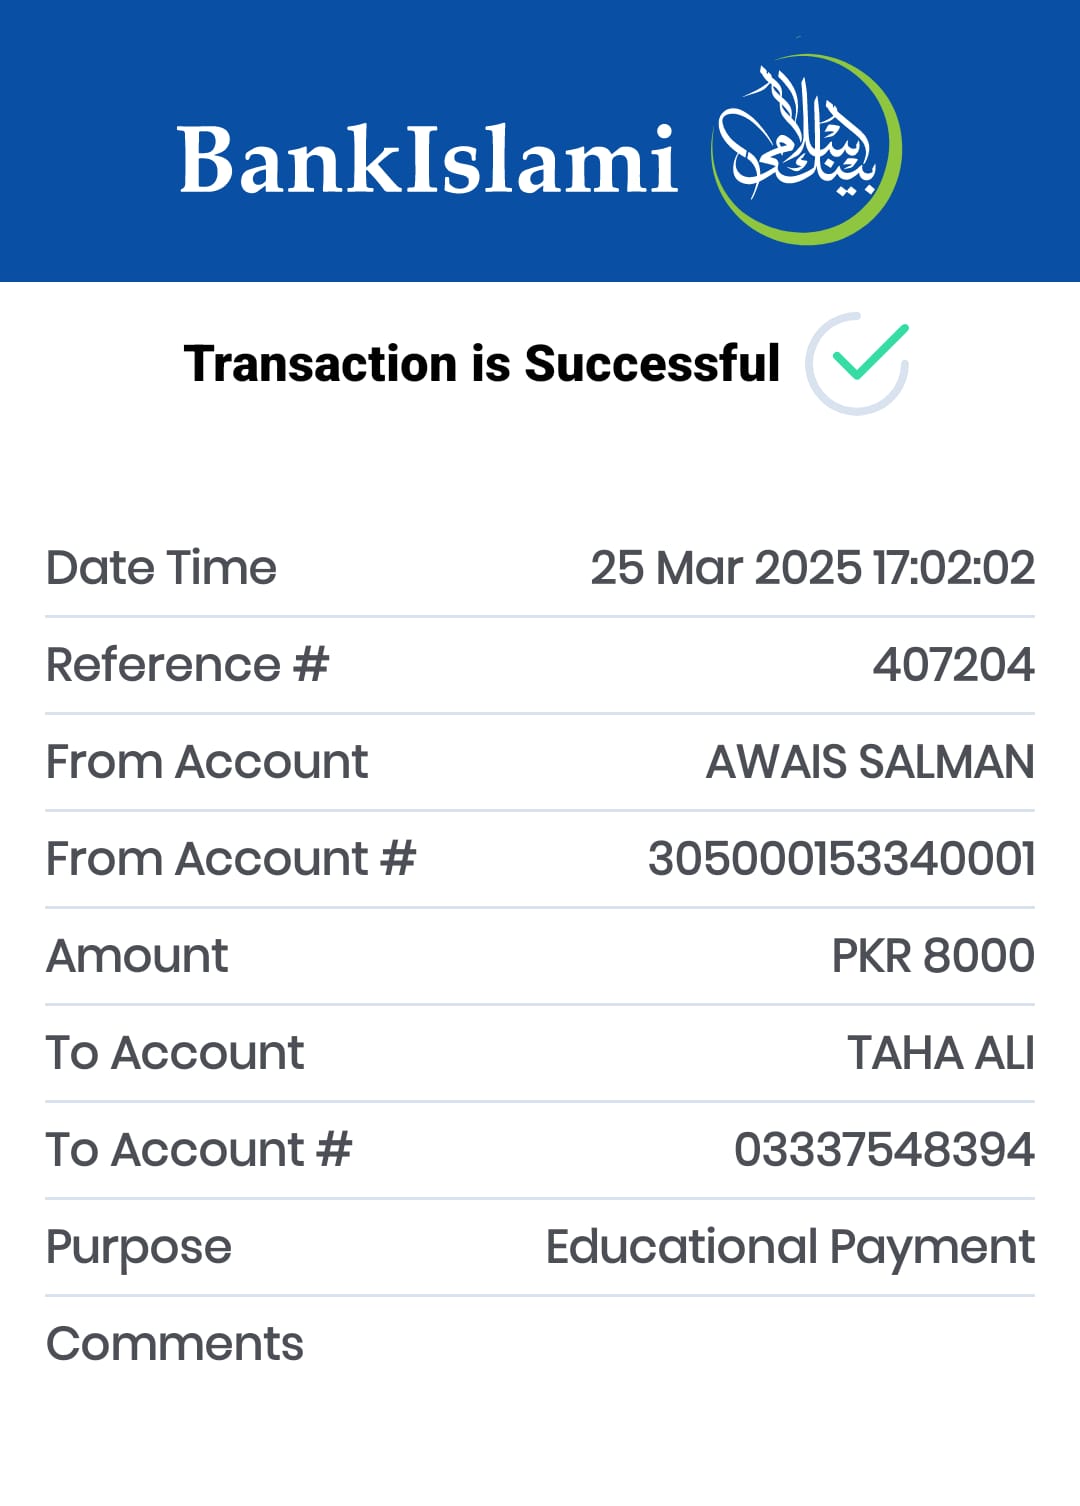 BankIslami
بینک اسلامی
Transaction is Successful
Date Time 25 Mar 2025 17:02:02
Reference # 407204
From Account AWAIS SALMAN
From Account # 305000153340001
Amount PKR 8000
To Account TAHA ALI
To Account # 03337548394
Purpose Educational Payment
Comments